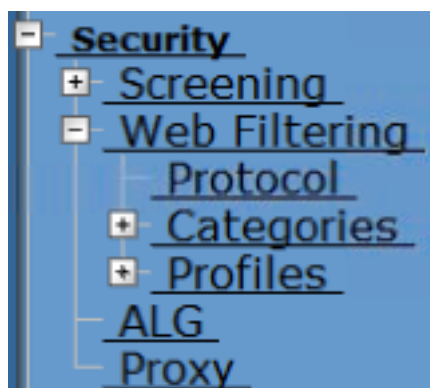 Security
Screening
Web Filtering
Protocol
Categories
Profiles
ALG
Proxy